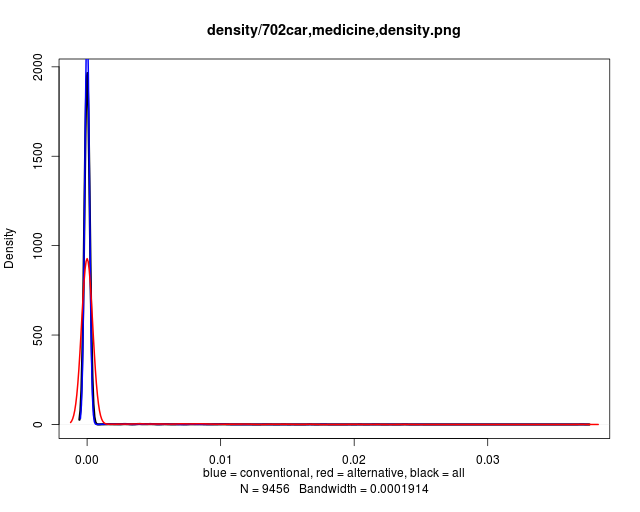 density/702car,medicine,density.png
Density
2000
1500
1000
500
0
0.00 0.01 0.02 0.03
blue = conventional, red = alternative, black = all
N = 9456 Bandwidth = 0.0001914